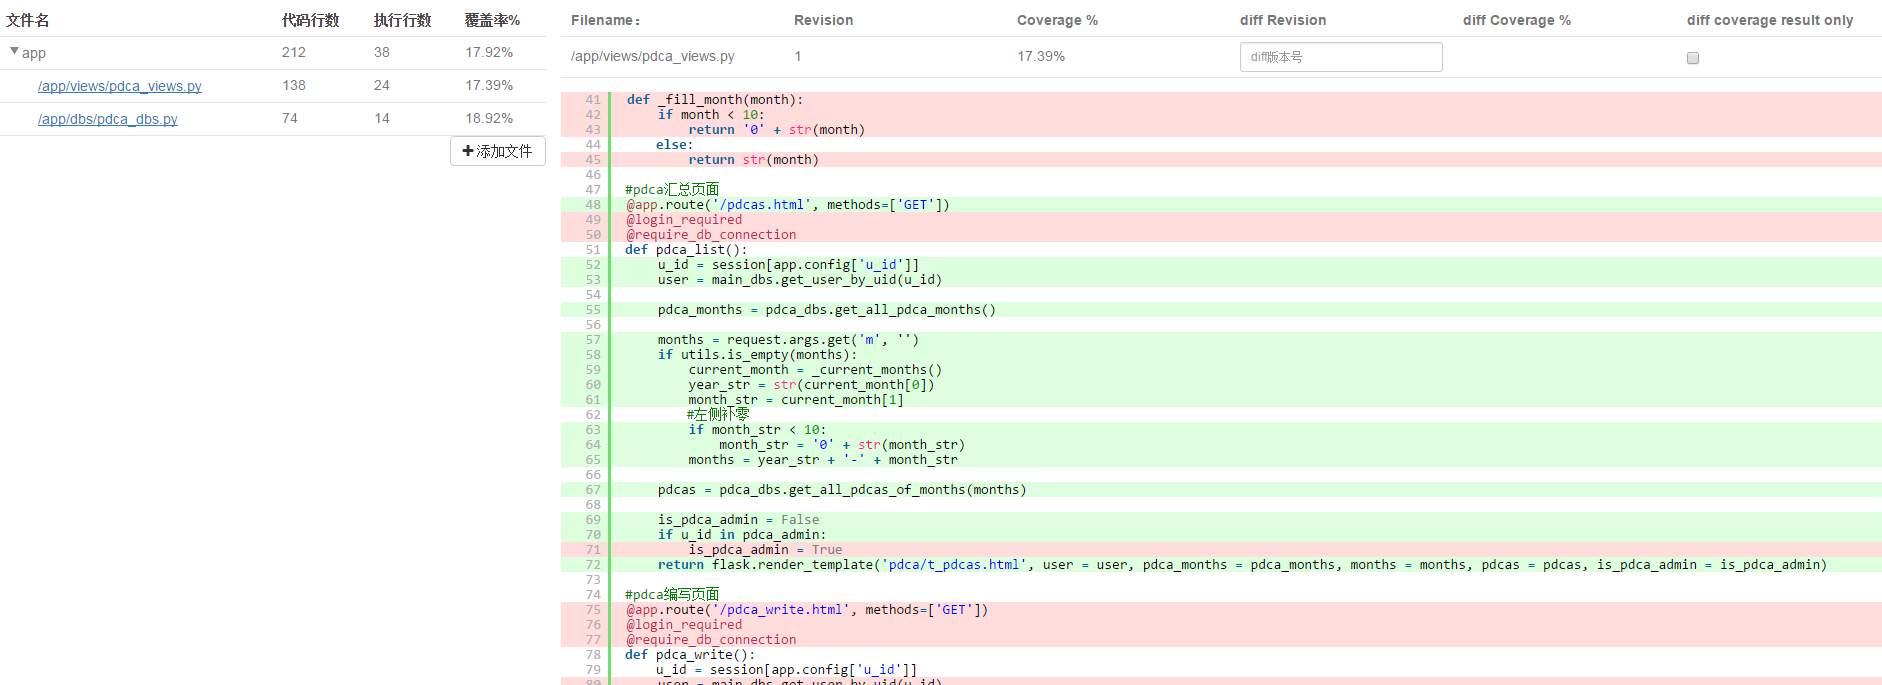 文件名 代码行数 执行行数 覆盖率%
app 212 38 17.92%
/app/views/pdca_views.py 138 24 17.39%
/app/dbs/pdca_dbs.py 74 14 18.92%
添加文件
Filename: Revision Coverage % diff Revision diff Coverage % diff coverage result only
/app/views/pdca_views.py 1 17.39% diff版本号
41 def _fill_month(month):
42 if month < 10:
43 return '0' + str(month)
44 else:
45 return str(month)
46
47 #pdca汇总页面
48 @app.route('/pdcas.html', methods=['GET'])
49 @login_required
50 @require_db_connection
51 def pdca_list():
52 u_id = session[app.config['u_id']]
53 user = main_dbs.get_user_by_uid(u_id)
54
55 pdca_months = pdca_dbs.get_all_pdca_months()
56
57 months = request.args.get('m', '')
58 if utils.is_empty(months):
59 current_month = _current_months()
60 year_str = str(current_month[0])
61 month_str = current_month[1]
62 #左侧补零
63 if month_str < 10:
64 month_str = '0' + str(month_str)
65 months = year_str + '-' + month_str
66
67 pdcas = pdca_dbs.get_all_pdcas_of_months(months)
68
69 is_pdca_admin = False
70 if u_id in pdca_admin:
71 is_pdca_admin = True
72 return flask.render_template('pdca/t_pdcas.html', user = user, pdca_months = pdca_months, months = months, pdcas = pdcas, is_pdca_admin = is_pdca_admin)
73
74 #pdca编写页面
75 @app.route('/pdca_write.html', methods=['GET'])
76 @login_required
77 @require_db_connection
78 def pdca_write():
79 u_id = session[app.config['u_id']]
80 user = main_dbs.get_user_by_uid(u_id)